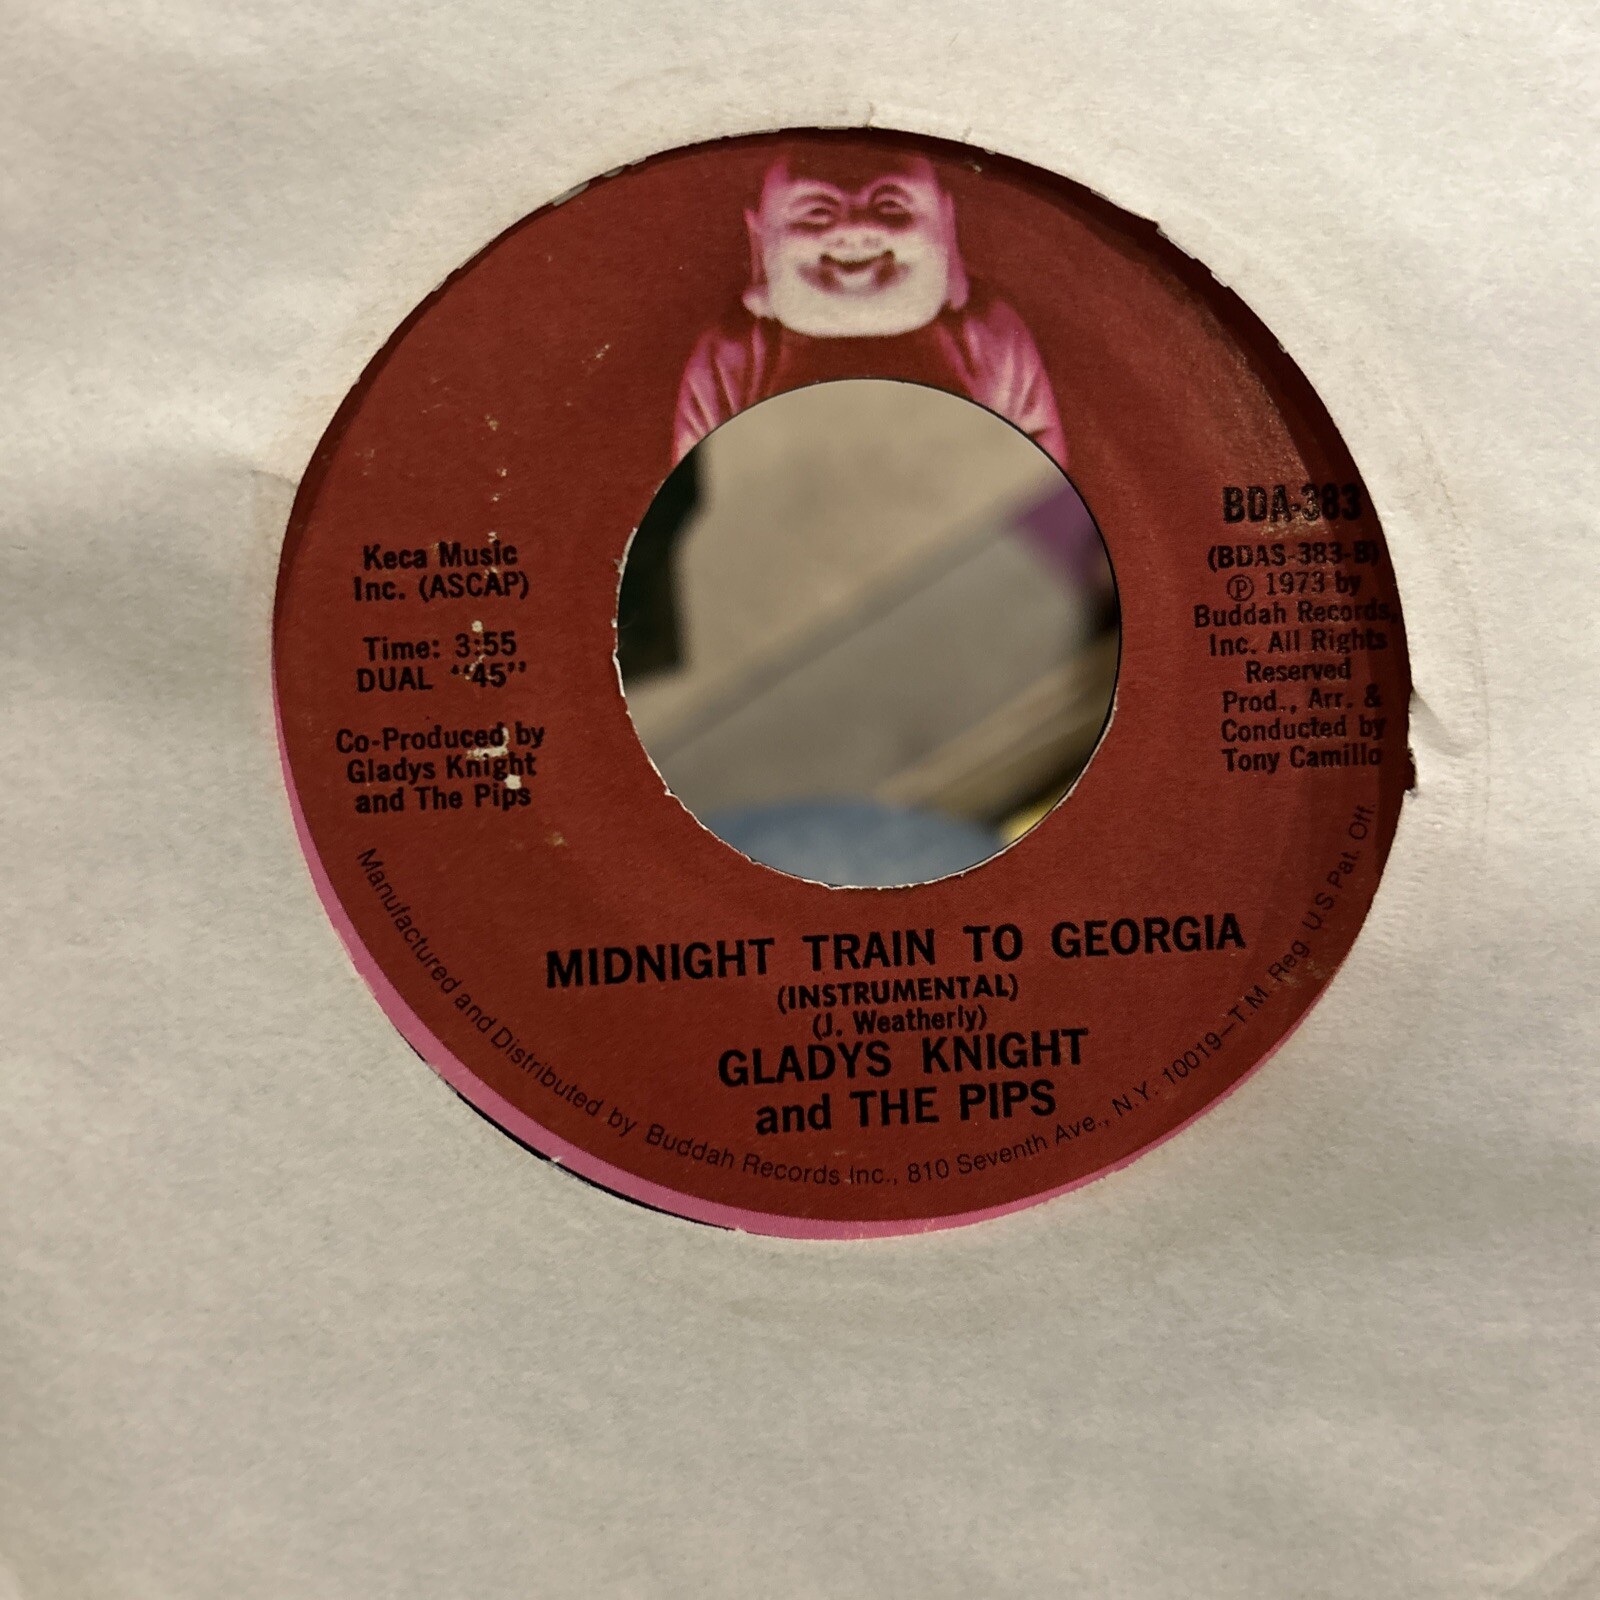 Keca Music
Inc. (ASCAP)
Time: 3:55
DUAL “45”
Co-Produced by
Gladys Knight
and The Pips
BDA-383
(BDAS-383-B)
℗ 1973 by
Buddah Records,
Inc. All Rights
Reserved
Prod., Arr. &
Conducted by
Tony Camillo
MIDNIGHT TRAIN TO GEORGIA
(INSTRUMENTAL)
(J. Weatherly)
GLADYS KNIGHT
and THE PIPS
Manufactured and Distributed by Buddah Records Inc., 810 Seventh Ave., N.Y. 10019—T.M. Reg. U.S. Pat. Off.